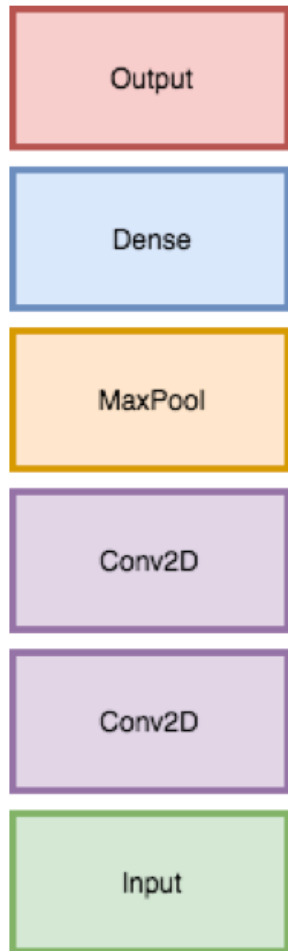 Output
Dense
MaxPool
Conv2D
Conv2D
Input